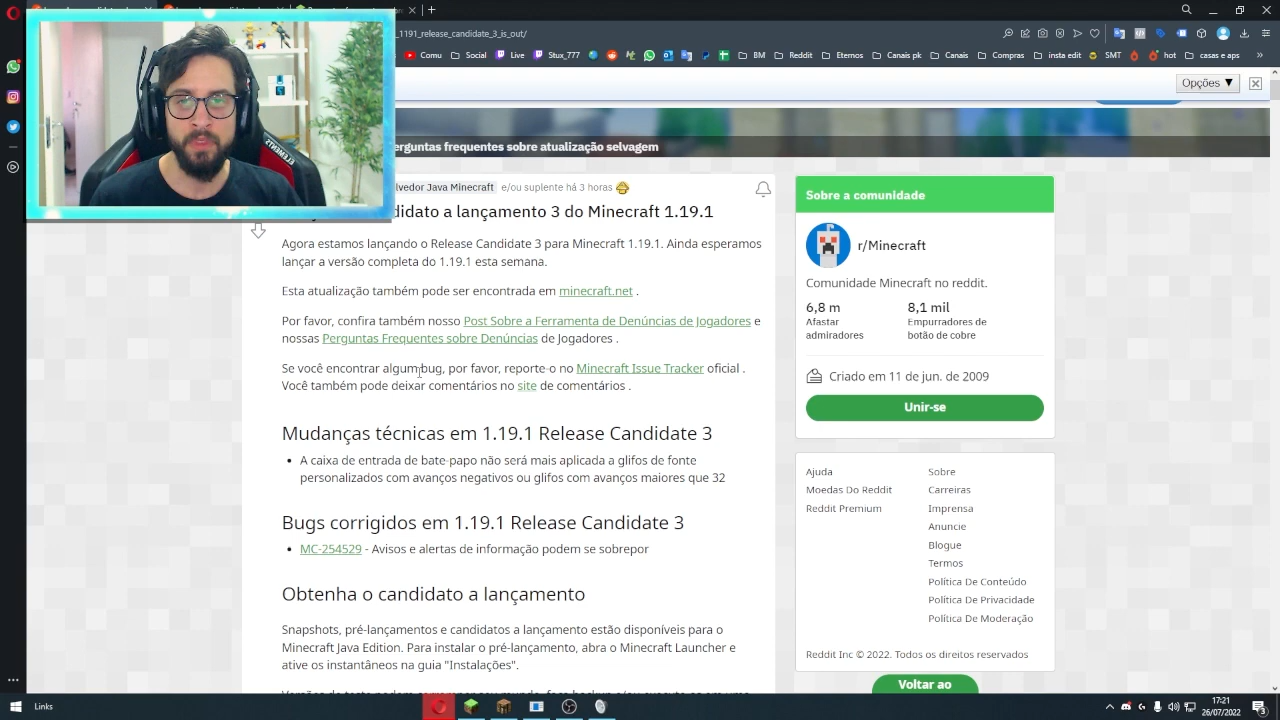 _1191_release_candidate_3_is_out/
Comu
Social
Stux_777
BM
Reddit
Externos
Canais pk
insta edit
SMT
hot
casas e aps
Opções ▼
erguntas frequentes sobre atualização selvagem
lvedor Java Minecraft e/ou suplente há 3 horas
didato a lançamento 3 do Minecraft 1.19.1
Agora estamos lançando o Release Candidate 3 para Minecraft 1.19.1. Ainda esperamos
lançar a versão completa do 1.19.1 esta semana.
Esta atualização também pode ser encontrada em minecraft.net .
Por favor, confira também nosso Post Sobre a Ferramenta de Denúncias de Jogadores e
nossas Perguntas Frequentes sobre Denúncias de Jogadores .
Se você encontrar algum bug, por favor, reporte-o no Minecraft Issue Tracker oficial .
Você também pode deixar comentários no site de comentários .
Mudanças técnicas em 1.19.1 Release Candidate 3
• A caixa de entrada de bate-papo não será mais aplicada a glifos de fonte
personalizados com avanços negativos ou glifos com avanços maiores que 32
Bugs corrigidos em 1.19.1 Release Candidate 3
• MC-254529 - Avisos e alertas de informação podem se sobrepor
Obtenha o candidato a lançamento
Snapshots, pré-lançamentos e candidatos a lançamento estão disponíveis para o
Minecraft Java Edition. Para instalar o pré-lançamento, abra o Minecraft Launcher e
ative os instantâneos na guia "Instalações".
Sobre a comunidade
r/Minecraft
Comunidade Minecraft no reddit.
6,8 m
Afastar
admiradores
8,1 mil
Empurradores de
botão de cobre
Criado em 11 de jun. de 2009
Unir-se
Ajuda
Moedas Do Reddit
Reddit Premium
Sobre
Carreiras
Imprensa
Anuncie
Blogue
Termos
Política De Conteúdo
Política De Privacidade
Política De Moderação
Reddit Inc © 2022. Todos os direitos reservados
Voltar ao
ELEMENTS
Links
17:21
26/07/2022